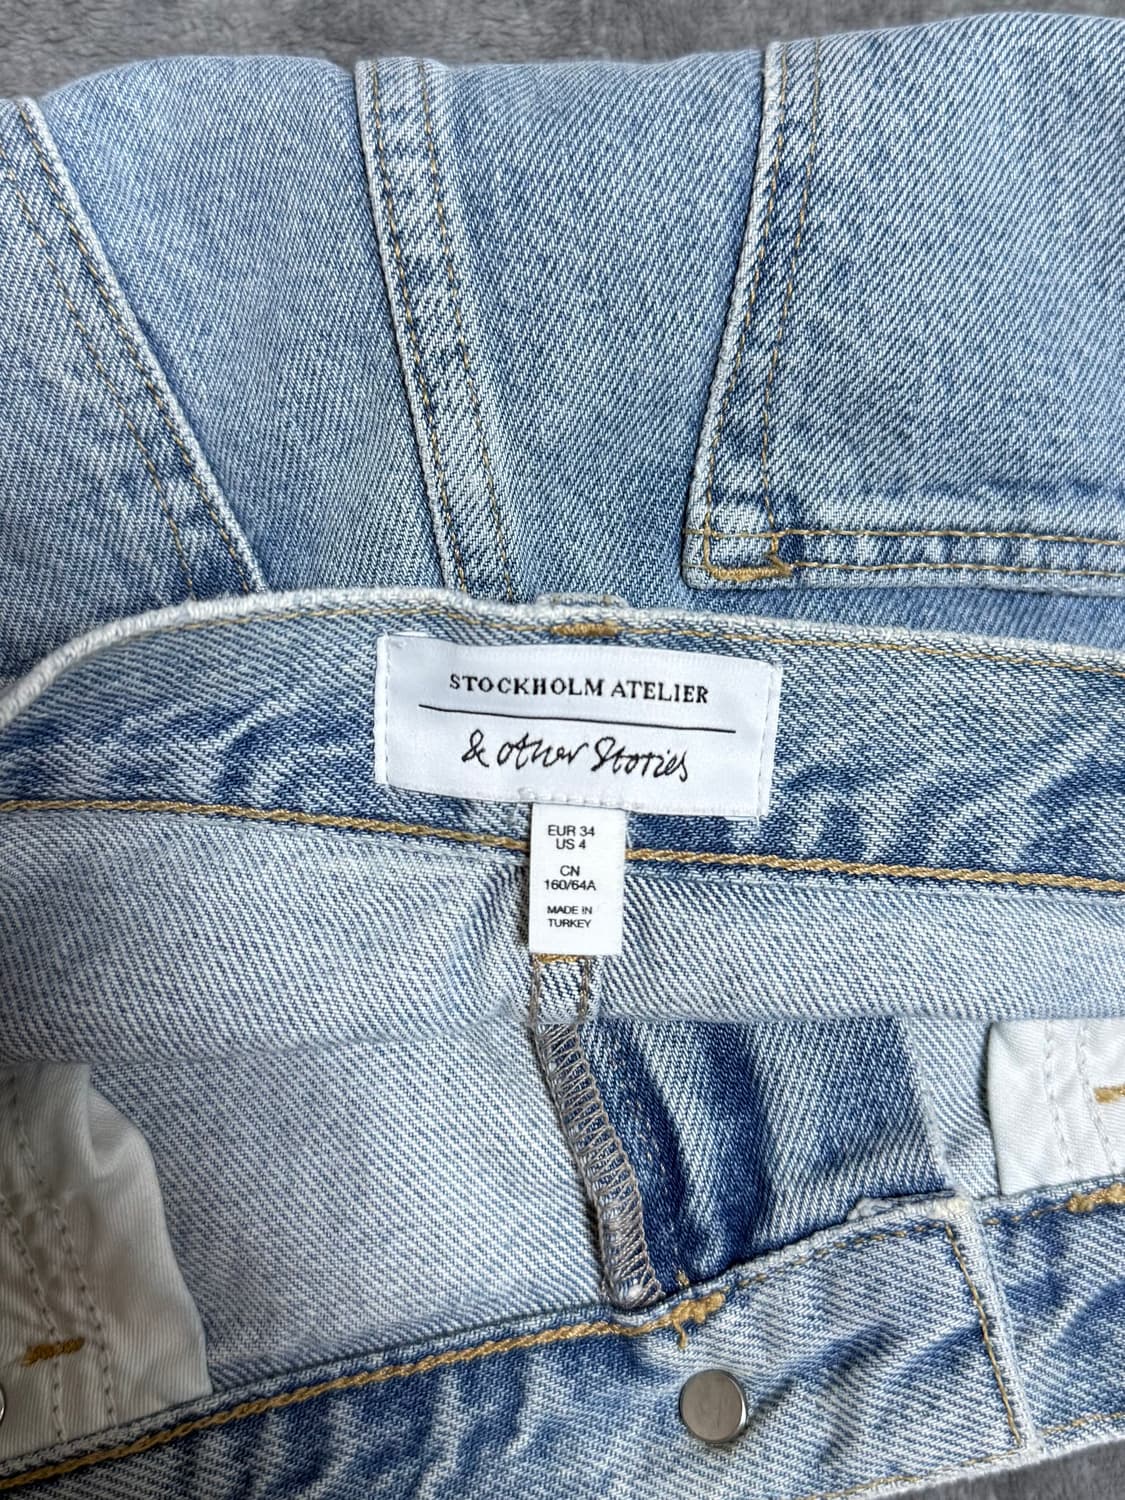 STOCKHOLM ATELIER
& other Stories
EUR 34
US 4
CN
160/64A
MADE IN
TURKEY